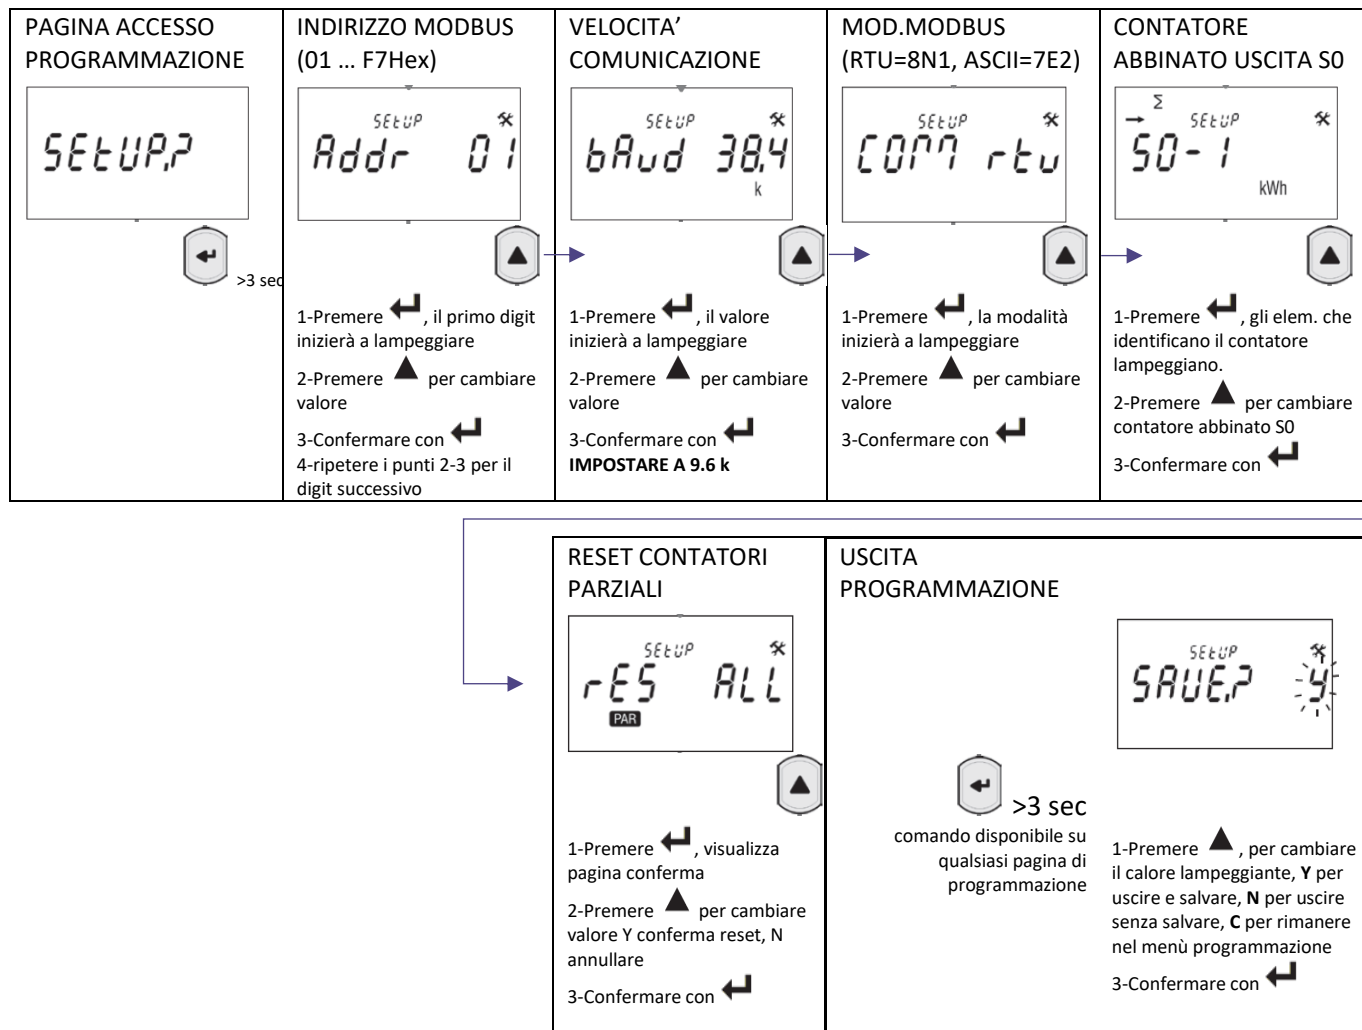 PAGINA ACCESSO
PROGRAMMAZIONE
SEtUP,?
>3 sec
INDIRIZZO MODBUS
(01 ... F7Hex)
SEtUP
Addr 01
1-Premere , il primo digit
inizierà a lampeggiare
2-Premere per cambiare
valore
3-Confermare con
4-ripetere i punti 2-3 per il
digit successivo
VELOCITA’
COMUNICAZIONE
SEtUP
bAud 38,4
k
1-Premere , il valore
inizierà a lampeggiare
2-Premere per cambiare
valore
3-Confermare con
IMPOSTARE A 9.6 k
MOD.MODBUS
(RTU=8N1, ASCII=7E2)
SEtUP
COM rtu
1-Premere , la modalità
inizierà a lampeggiare
2-Premere per cambiare
valore
3-Confermare con
CONTATORE
ABBINATO USCITA S0
Σ
SEtUP
S0-1
kWh
1-Premere , gli elem. che
identificano il contatore
lampeggiano.
2-Premere per cambiare
contatore abbinato S0
3-Confermare con
RESET CONTATORI
PARZIALI
SEtUP
rES ALL
PAR
1-Premere , visualizza
pagina conferma
2-Premere per cambiare
valore Y conferma reset, N
annullare
3-Confermare con
USCITA
PROGRAMMAZIONE
>3 sec
comando disponibile su
qualsiasi pagina di
programmazione
SEtUP
SAUE,? y
1-Premere , per cambiare
il calore lampeggiante, Y per
uscire e salvare, N per uscire
senza salvare, C per rimanere
nel menù programmazione
3-Confermare con